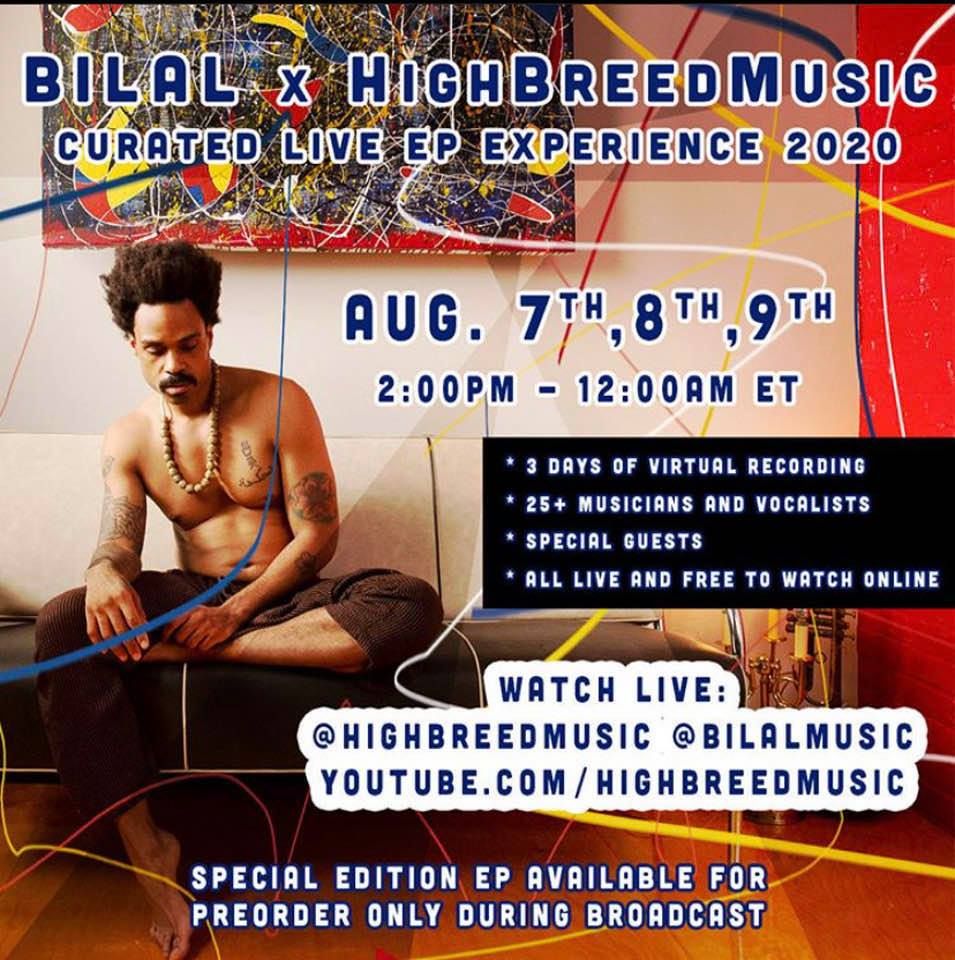 BILAL x HIGHBREEDMUSIC
CURATED LIVE EP EXPERIENCE 2020
AUG. 7TH,8TH,9TH
2:00PM - 12:00AM ET
* 3 DAYS OF VIRTUAL RECORDING
* 25+ MUSICIANS AND VOCALISTS
* SPECIAL GUESTS
* ALL LIVE AND FREE TO WATCH ONLINE
WATCH LIVE:
@HIGHBREEDMUSIC @BILALMUSIC
YOUTUBE.COM/HIGHBREEDMUSIC
SPECIAL EDITION EP AVAILABLE FOR
PREORDER ONLY DURING BROADCAST